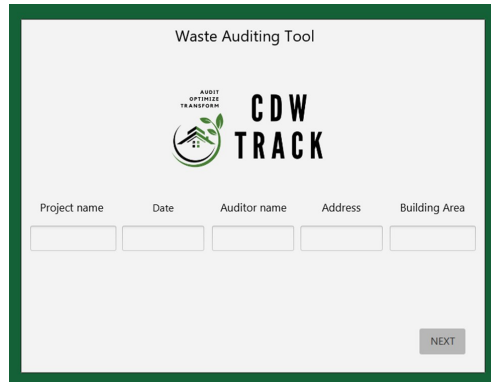 Waste Auditing Tool
AUDIT
OPTIMIZE
TRANSFORM
CDW
TRACK
Project name Date Auditor name Address Building Area
NEXT